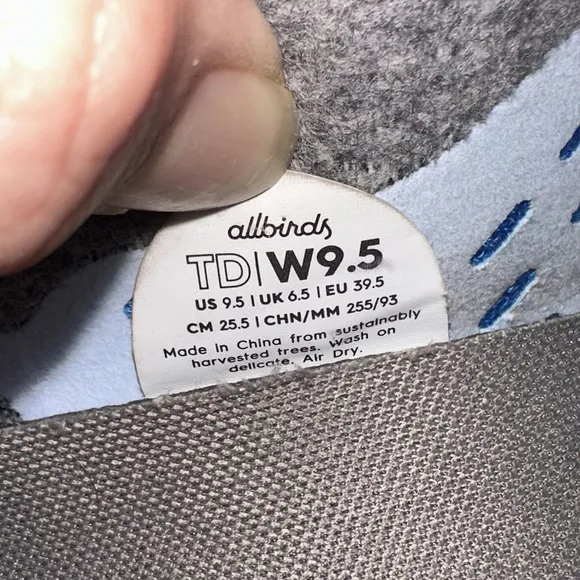 allbirds
TD|W9.5
US 9.5 | UK 6.5 | EU 39.5
CM 25.5 | CHN/MM 255/93
Made in China from sustainably
harvested trees. Wash on
delicate. Air Dry.